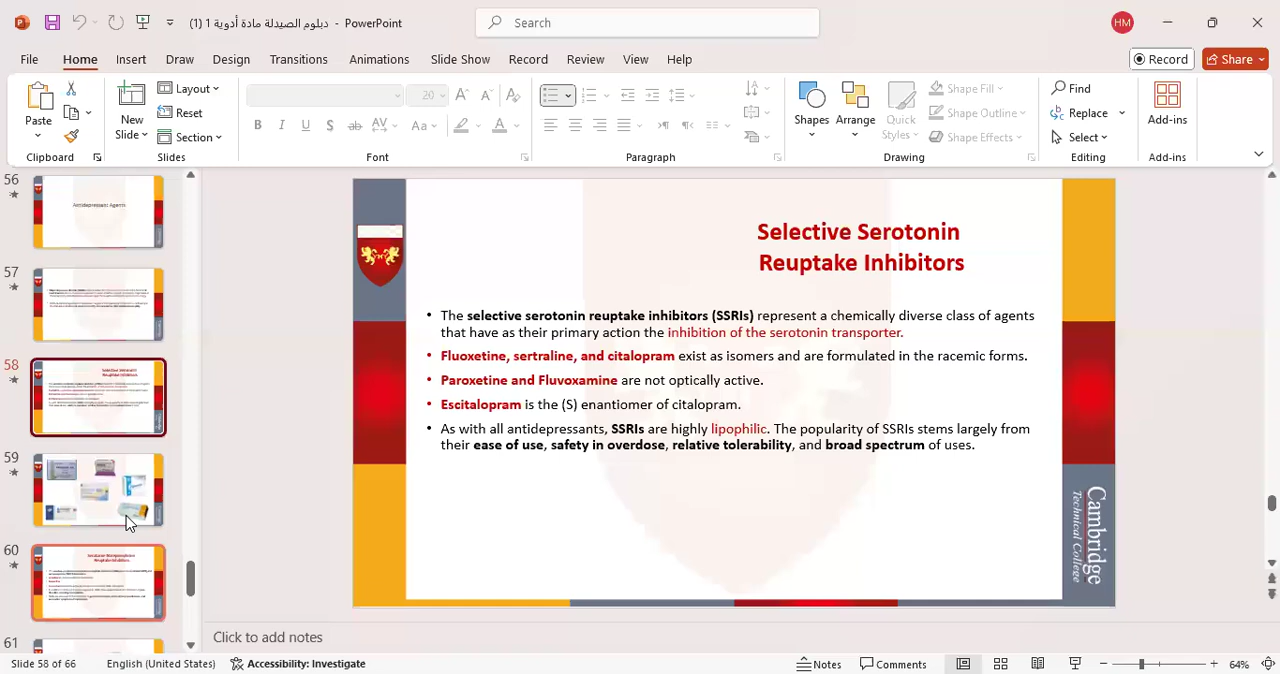 دبلوم الصيدلة مادة أدوية 1 (1) - PowerPoint
Search
HM
File Home Insert Draw Design Transitions Animations Slide Show Record Review View Help
Record Share
Paste
New Slide
Layout
Reset
Section
20
B I U S ab AV Aa A
Shapes Arrange Quick Styles
Shape Fill
Shape Outline
Shape Effects
Find
Replace
Select
Add-ins
Clipboard Slides Font Paragraph Drawing Editing Add-ins
56
Antidepressant Agents
57
58
59
60
61
Selective Serotonin
Reuptake Inhibitors
• The selective serotonin reuptake inhibitors (SSRIs) represent a chemically diverse class of agents
that have as their primary action the inhibition of the serotonin transporter.
• Fluoxetine, sertraline, and citalopram exist as isomers and are formulated in the racemic forms.
• Paroxetine and Fluvoxamine are not optically active.
• Escitalopram is the (S) enantiomer of citalopram.
• As with all antidepressants, SSRIs are highly lipophilic. The popularity of SSRIs stems largely from
their ease of use, safety in overdose, relative tolerability, and broad spectrum of uses.
Cambridge
Technical College
Click to add notes
Slide 58 of 66 English (United States) Accessibility: Investigate Notes Comments 64%